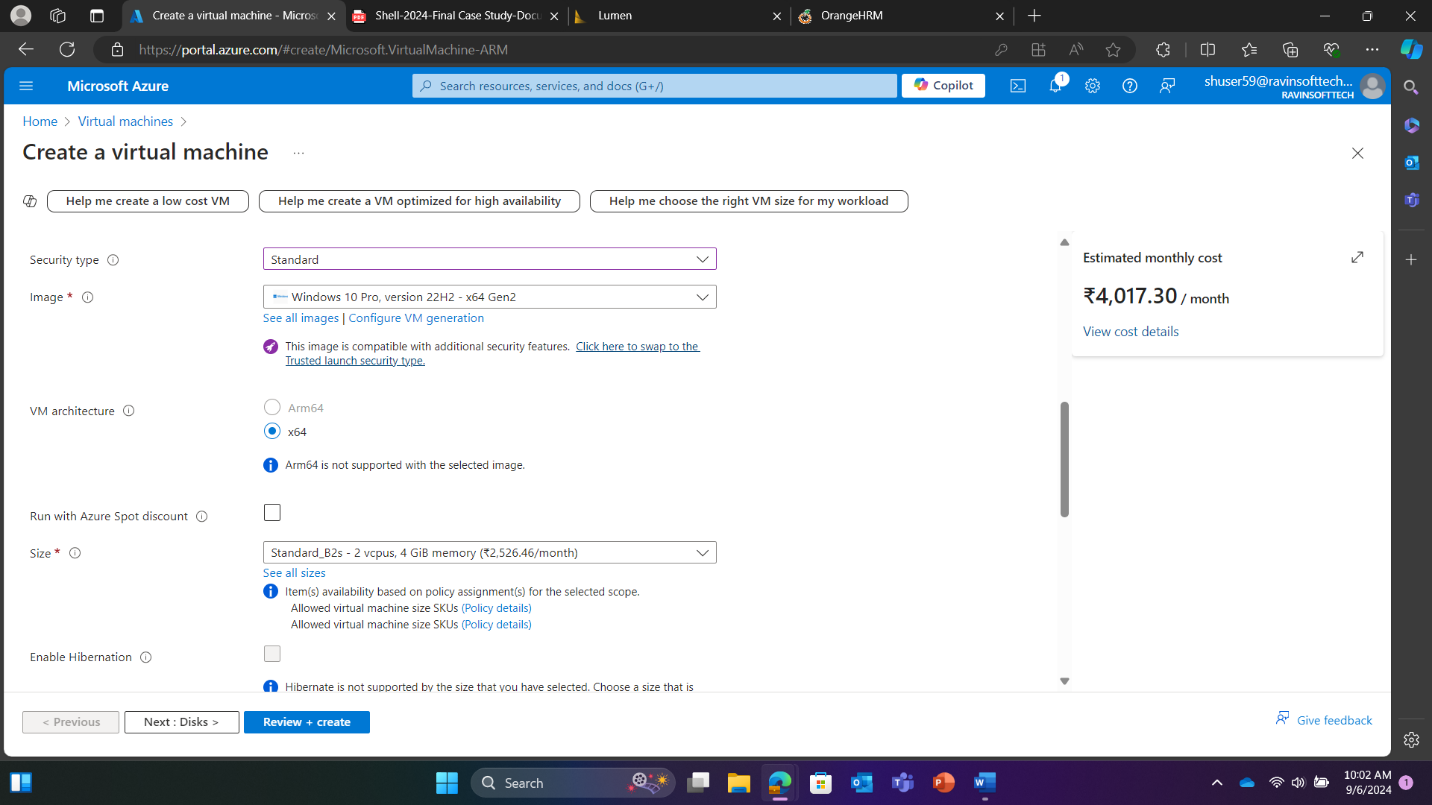 Create a virtual machine - Micros
Shell-2024-Final Case Study-Docu
Lumen
OrangeHRM
https://portal.azure.com/#create/Microsoft.VirtualMachine-ARM
Microsoft Azure
Search resources, services, and docs (G+/)
Copilot
1
shuser59@ravinsofttech...
RAVINSOFTTECH
Home > Virtual machines >
Create a virtual machine ...
Help me create a low cost VM
Help me create a VM optimized for high availability
Help me choose the right VM size for my workload
Security type
Standard
Image *
Windows 10 Pro, version 22H2 - x64 Gen2
See all images | Configure VM generation
This image is compatible with additional security features. Click here to swap to the
Trusted launch security type.
VM architecture
Arm64
x64
Arm64 is not supported with the selected image.
Run with Azure Spot discount
Size *
Standard_B2s - 2 vcpus, 4 GiB memory (₹2,526.46/month)
See all sizes
Item(s) availability based on policy assignment(s) for the selected scope.
Allowed virtual machine size SKUs (Policy details)
Allowed virtual machine size SKUs (Policy details)
Enable Hibernation
Hibernate is not supported by the size that you have selected. Choose a size that is
Estimated monthly cost
₹4,017.30 / month
View cost details
< Previous
Next : Disks >
Review + create
Give feedback
Search
10:02 AM
9/6/2024
1